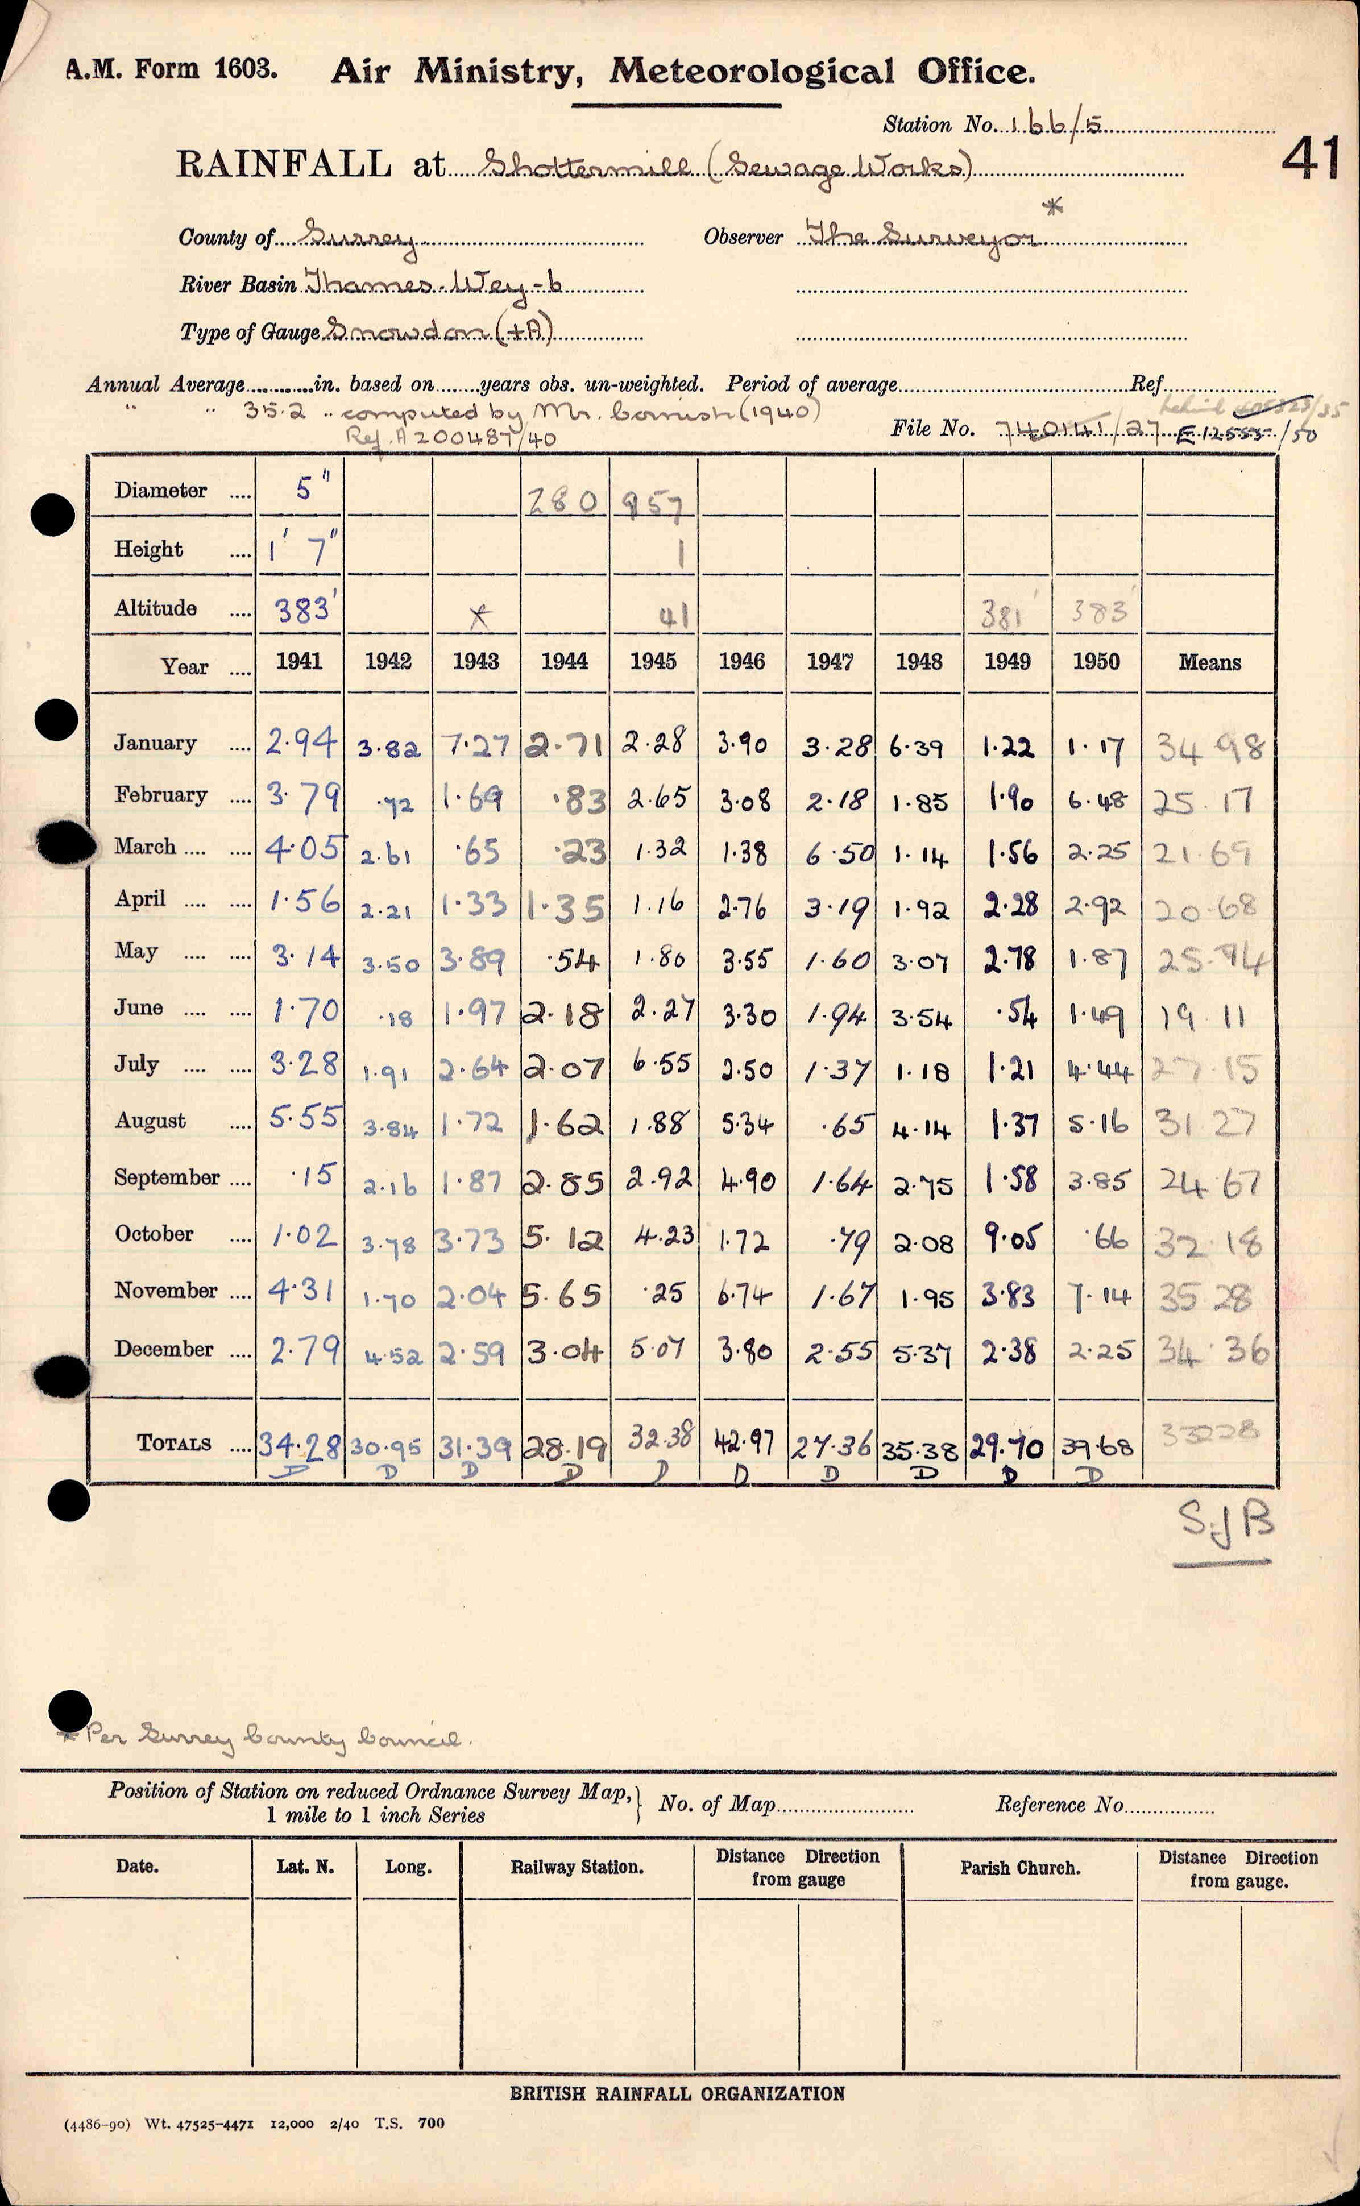 A.M. Form 1603. Air Ministry, Meteorological Office.
Station No. 166/5
41
RAINFALL at Shottermill (Sewage Works)
*
County of Surrey Observer The Surveyor
River Basin Thames-Wey-b
Type of Gauge Snowdon (+A)
Annual Average in. based on years obs. un-weighted. Period of average Ref.
" " 35.2 " computed by Mr. Cornish (1940)
Ref. A200487/40
File No. 740141/27 E12555/50
Diameter .... 5" 280 957
Height .... 1' 7" 1
Altitude .... 383' * 41 381' 383'
Year .... 1941 1942 1943 1944 1945 1946 1947 1948 1949 1950 Means
January .... 2.94 3.82 7.27 2.71 2.28 3.90 3.28 6.39 1.22 1.17 34.98
February .... 3.79 .72 1.69 .83 2.65 3.08 2.18 1.85 1.90 6.48 25.17
March .... .... 4.05 2.61 .65 .23 1.32 1.38 6.50 1.14 1.56 2.25 21.69
April .... .... 1.56 2.21 1.33 1.35 1.16 2.76 3.19 1.92 2.28 2.92 20.68
May .... .... 3.14 3.50 3.89 .54 1.80 3.55 1.60 3.07 2.78 1.87 25.94
June .... .... 1.70 .18 1.97 2.18 2.27 3.30 1.94 3.54 .54 1.49 19.11
July .... .... 3.28 1.91 2.64 2.07 6.55 2.50 1.37 1.18 1.21 4.44 27.15
August .... 5.55 3.84 1.72 1.62 1.88 5.34 .65 4.14 1.37 5.16 31.27
September .... .15 2.16 1.87 2.85 2.92 4.90 1.64 2.75 1.58 3.85 24.67
October .... 1.02 3.78 3.73 5.12 4.23 1.72 .79 2.08 9.05 .66 32.18
November .... 4.31 1.70 2.04 5.65 .25 6.74 1.67 1.95 3.83 7.14 35.28
December .... 2.79 4.52 2.59 3.04 5.07 3.80 2.55 5.37 2.38 2.25 34.36
TOTALS .... 34.28 30.95 31.39 28.19 32.38 42.97 27.36 35.38 29.70 39.68 332.28
D D D D D D D D D D
SJB
* Per Surrey County Council.
Position of Station on reduced Ordnance Survey Map, } No. of Map Reference No.
1 mile to 1 inch Series
Date. Lat. N. Long. Railway Station. Distance Direction from gauge Parish Church. Distance Direction from gauge.
BRITISH RAINFALL ORGANIZATION
(4486-90) Wt. 47525-4471 12,000 2/40 T.S. 700